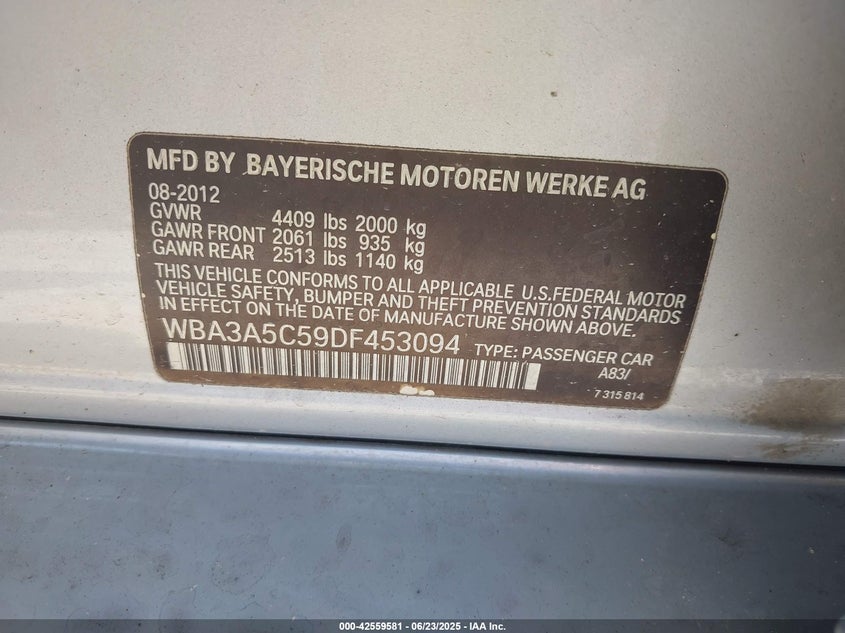 MFD BY BAYERISCHE MOTOREN WERKE AG
08-2012
GVWR 4409 lbs 2000 kg
GAWR FRONT 2061 lbs 935 kg
GAWR REAR 2513 lbs 1140 kg
THIS VEHICLE CONFORMS TO ALL APPLICABLE U.S.FEDERAL MOTOR
VEHICLE SAFETY, BUMPER AND THEFT PREVENTION STANDARDS
IN EFFECT ON THE DATE OF MANUFACTURE SHOWN ABOVE.
WBA3A5C59DF453094 TYPE: PASSENGER CAR
A83/
7 315 814
000-42559581 / 06/23/2025 - IAA Inc.